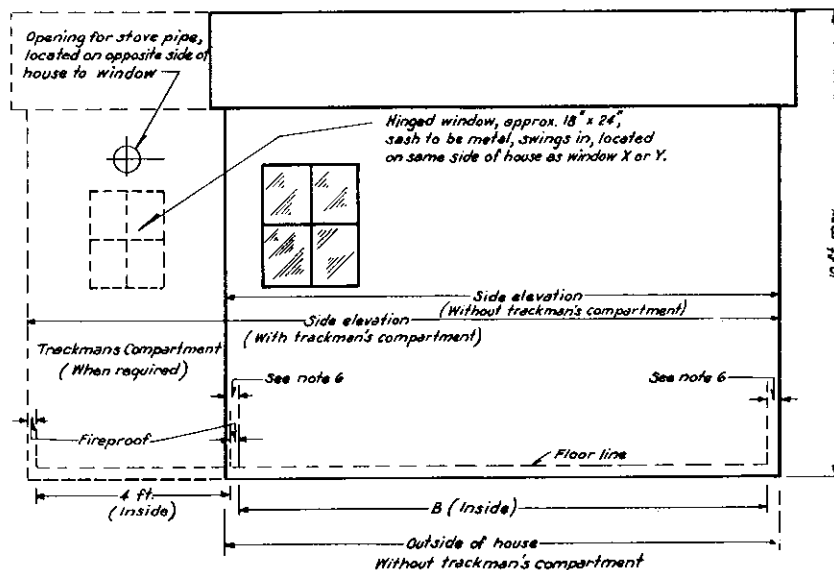 Opening for stove pipe,
located on opposite side of
house to window
Hinged window, approx. 18" x 24",
sash to be metal, swings in, located
on same side of house as window X or Y.
Side elevation
(Without trackman's compartment)
Side elevation
(With trackman's compartment)
Trackmans Compartment
(When required)
See note 6
See note 6
Fireproof
Floor line
4 ft.
(Inside)
B (Inside)
Outside of house
Without trackman's compartment